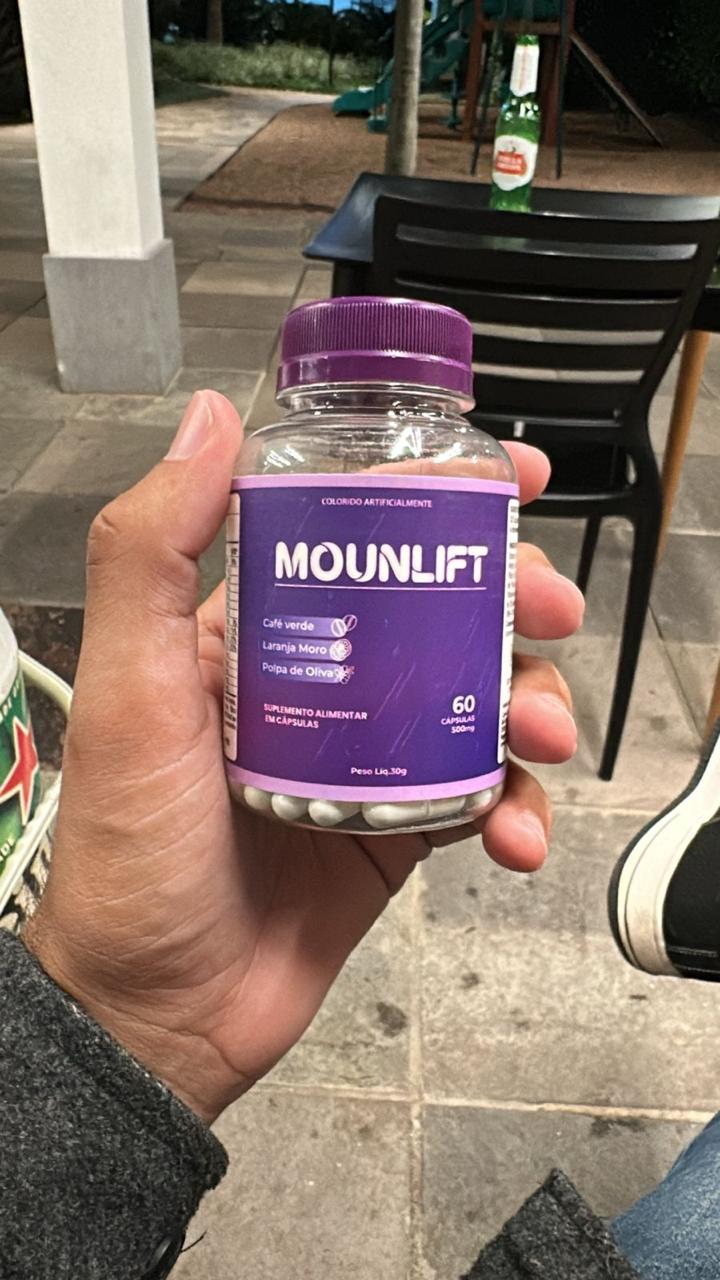 COLORIDO ARTIFICIALMENTE
MOUNLIFT
Café verde
Laranja Moro
Polpa de Oliva
SUPLEMENTO ALIMENTAR
EM CÁPSULAS
60
CÁPSULAS
500mg
Peso Líq.30g